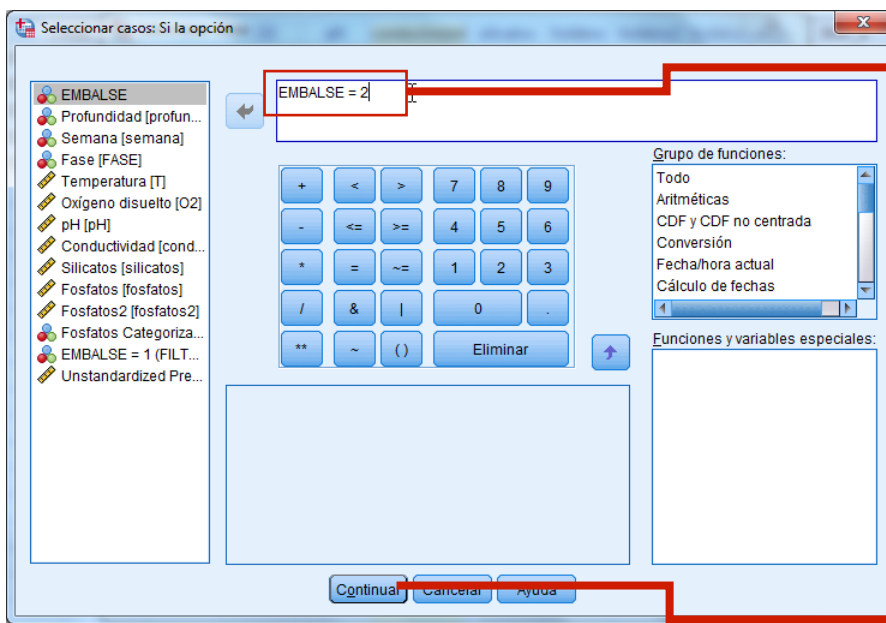 Seleccionar casos: Si la opción
EMBALSE
Profundidad [profun...
Semana [semana]
Fase [FASE]
Temperatura [T]
Oxígeno disuelto [O2]
pH [pH]
Conductividad [cond...
Silicatos [silicatos]
Fosfatos [fosfatos]
Fosfatos2 [fosfatos2]
Fosfatos Categoriza...
EMBALSE = 1 (FILT...
Unstandardized Pre...
EMBALSE = 2
+ < > 7 8 9
- <= >= 4 5 6
* = ~= 1 2 3
/ & | 0 .
** ~ ( ) Eliminar
Grupo de funciones:
Todo
Aritméticas
CDF y CDF no centrada
Conversión
Fecha/hora actual
Cálculo de fechas
Funciones y variables especiales:
Continuar Cancelar Ayuda